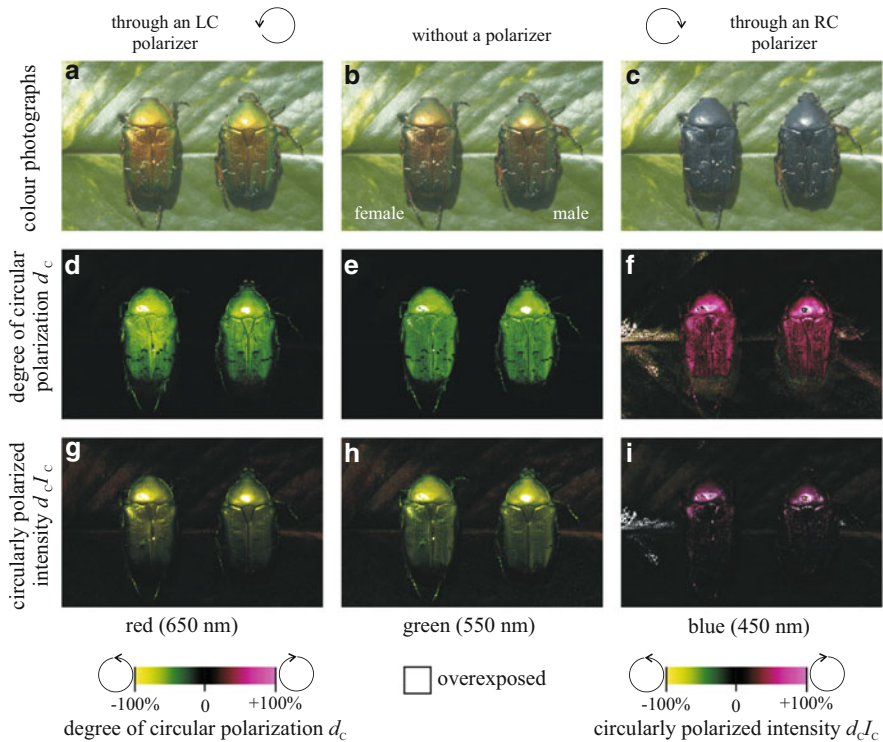 through an LC
polarizer
without a polarizer
through an RC
polarizer
colour photographs
a
b
c
female
male
degree of circular
polarization d c
d
e
f
circularly polarized
intensity d c I c
g
h
i
red (650 nm)
green (550 nm)
blue (450 nm)
-100% 0 +100%
degree of circular polarization d c
overexposed
-100% 0 +100%
circularly polarized intensity d c I c